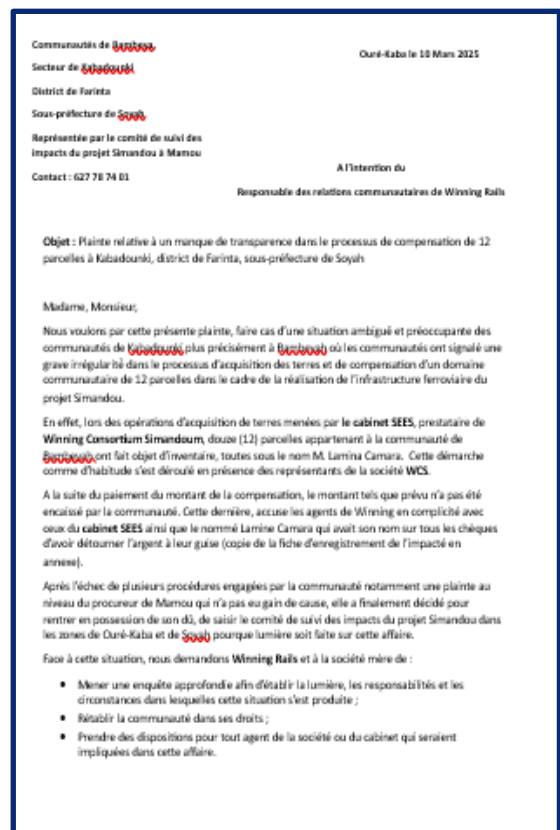 Communautés de Bambeya,
Secteur de Kabadounki
District de Farinta
Sous-préfecture de Soyah
Représentée par le comité de suivi des
impacts du projet Simandou à Mamou
Contact : 627 78 74 01
Ouré-Kaba le 10 Mars 2025
A l'intention du
Responsable des relations communautaires de Winning Rails
Objet : Plainte relative à un manque de transparence dans le processus de compensation de 12
parcelles à Kabadounki, district de Farinta, sous-préfecture de Soyah
Madame, Monsieur,
Nous voulons par cette présente plainte, faire cas d'une situation ambiguë et préoccupante des
communautés de Kabadounki plus précisément à Bambeyah où les communautés ont signalé une
grave irrégularité dans le processus d'acquisition des terres et de compensation d'un domaine
communautaire de 12 parcelles dans le cadre de la réalisation de l'infrastructure ferroviaire du
projet Simandou.
En effet, lors des opérations d'acquisition de terres menées par le cabinet SEES, prestataire de
Winning Consortium Simandoum, douze (12) parcelles appartenant à la communauté de
Bambeyah ont fait objet d'inventaire, toutes sous le nom M. Lamina Camara. Cette démarche
comme d'habitude s'est déroulé en présence des représentants de la société WCS.
A la suite du paiement du montant de la compensation, le montant tels que prévu n'a pas été
encaissé par la communauté. Cette dernière, accuse les agents de Winning en complicité avec
ceux du cabinet SEES ainsi que le nommé Lamine Camara qui avait son nom sur tous les chèques
d'avoir détourner l'argent à leur guise (copie de la fiche d'enregistrement de l'impacté en
annexe).
Après l'échec de plusieurs procédures engagées par la communauté notamment une plainte au
niveau du procureur de Mamou qui n'a pas eu gain de cause, elle a finalement décidé pour
rentrer en possession de son dû, de saisir le comité de suivi des impacts du projet Simandou dans
les zones de Ouré-Kaba et de Soyah pourque lumière soit faite sur cette affaire.
Face à cette situation, nous demandons Winning Rails et à la société mère de :
• Mener une enquête approfondie afin d'établir la lumière, les responsabilités et les
circonstances dans lesquelles cette situation s'est produite ;
• Rétablir la communauté dans ses droits ;
• Prendre des dispositions pour tout agent de la société ou du cabinet qui seraient
impliquées dans cette affaire.